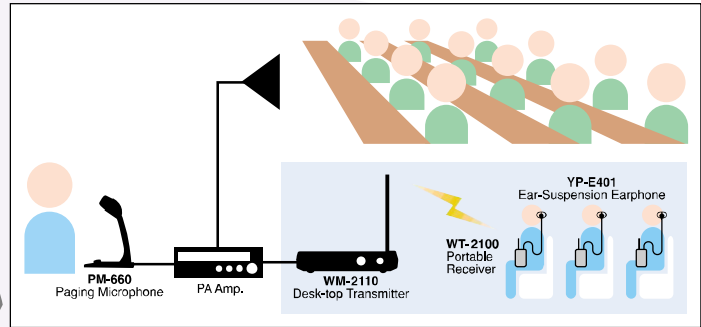 YP-E401
Ear-Suspension Earphone
WT-2100
Portable
Receiver
PM-660
Paging Microphone
PA Amp.
WM-2110
Desk-top Transmitter